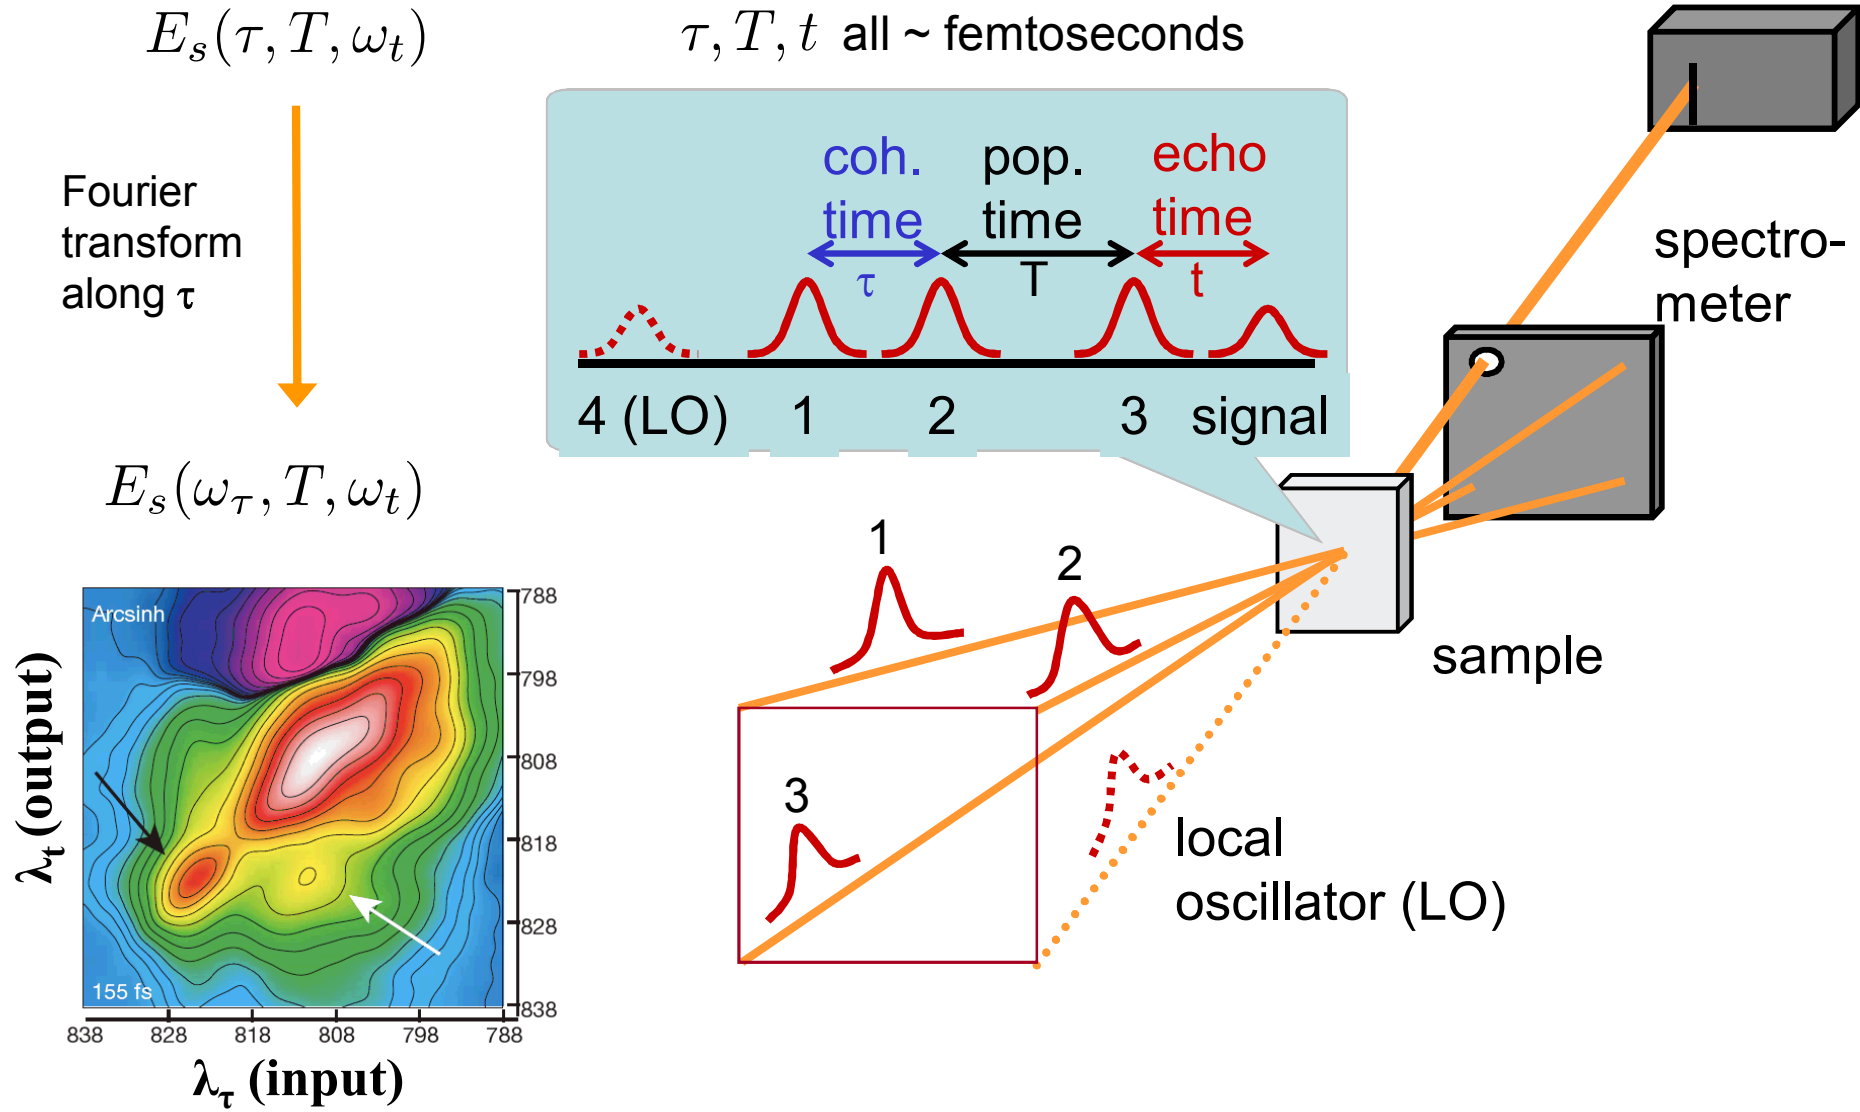 E_s(τ, T, ω_t)
τ, T, t all ~ femtoseconds
Fourier
transform
along τ
E_s(ω_τ, T, ω_t)
coh.
time
τ
pop.
time
T
echo
time
t
4 (LO) 1 2 3 signal
spectro-
meter
sample
1
2
3
local
oscillator (LO)
Arcsinh
155 fs
λ_t (output)
788
798
808
818
828
838
838 828 818 808 798 788
λ_τ (input)